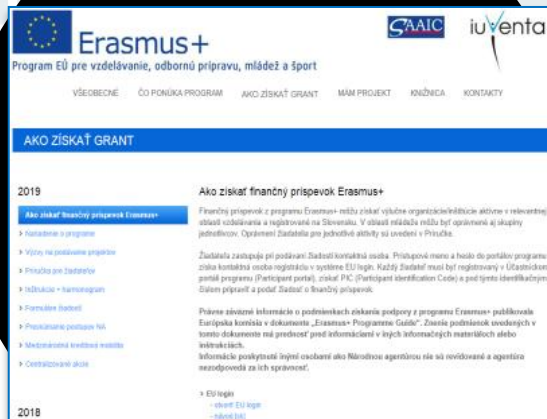 Erasmus+
SAAIC
iuventa
Program EÚ pre vzdelávanie, odbornú prípravu, mládež a šport
VŠEOBECNÉ ČO PONÚKA PROGRAM AKO ZÍSKAŤ GRANT MÁM PROJEKT KNIŽNICA KONTAKTY
AKO ZÍSKAŤ GRANT
2019
Ako získať finančný príspevok Erasmus+
Nariadenie o programe
Výzvy na podávanie projektov
Príručka pre žiadateľov
Inštrukcie + harmonogram
Formuláre žiadostí
Preskúmanie postupov NA
Medzinárodná kreditová mobilita
Centralizované akcie
2018
Ako získať finančný príspevok Erasmus+
Finančný príspevok z programu Erasmus+ môžu získať výlučne organizácie/inštitúcie aktívne v relevantnej
oblasti vzdelávania a registrované na Slovensku. V oblasti mládeže môžu byť oprávnené aj skupiny
jednotlivcov. Oprávnení žiadatelia pre jednotlivé aktivity sú uvedení v Príručke.
Žiadateľa zastupuje pri podávaní žiadosti kontaktná osoba. Prístupové meno a heslo do portálov programu
získa kontaktná osoba registráciou v systéme EU login. Každý žiadateľ musí byť registrovaný v Účastníckom
portáli programu (Participant portal), získať PIC (Participant Identification Code) a pod týmto identifikačným
číslom pripraviť a podať žiadosť o finančný príspevok.
Právne záväzné informácie o podmienkach získania podpory z programu Erasmus+ publikovala
Európska komisia v dokumente „Erasmus+ Programme Guide". Znenie podmienok uvedených v
tomto dokumente má prednosť pred informáciami v iných informačných materiáloch alebo
inštrukciách.
Informácie poskytnuté inými osobami ako Národnou agentúrou nie sú revidované a agentúra
nezodpovedá za ich správnosť.
EU login
- otvoriť EU login
- návod